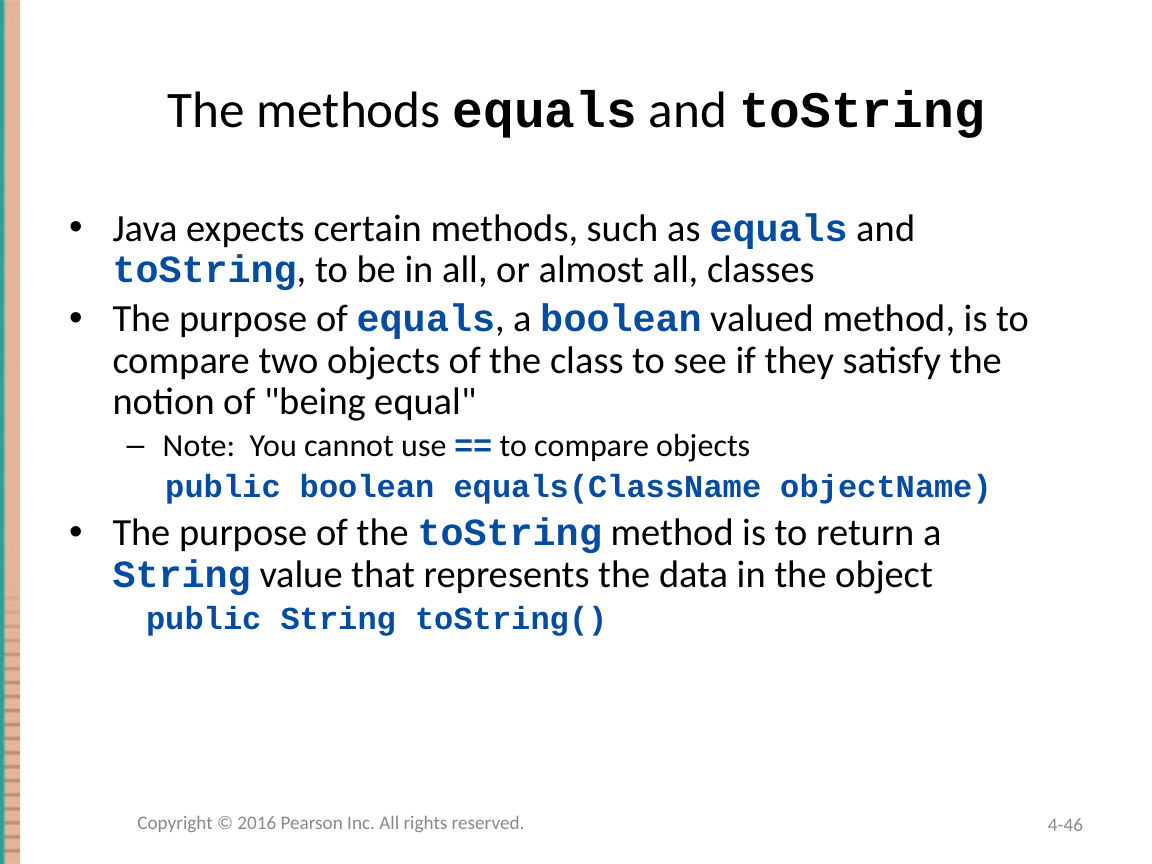 The methods equals and toString
• Java expects certain methods, such as equals and
toString, to be in all, or almost all, classes
• The purpose of equals, a boolean valued method, is to
compare two objects of the class to see if they satisfy the
notion of "being equal"
– Note:  You cannot use == to compare objects
public boolean equals(ClassName objectName)
• The purpose of the toString method is to return a
String value that represents the data in the object
public String toString()
Copyright © 2016 Pearson Inc. All rights reserved.
4-46